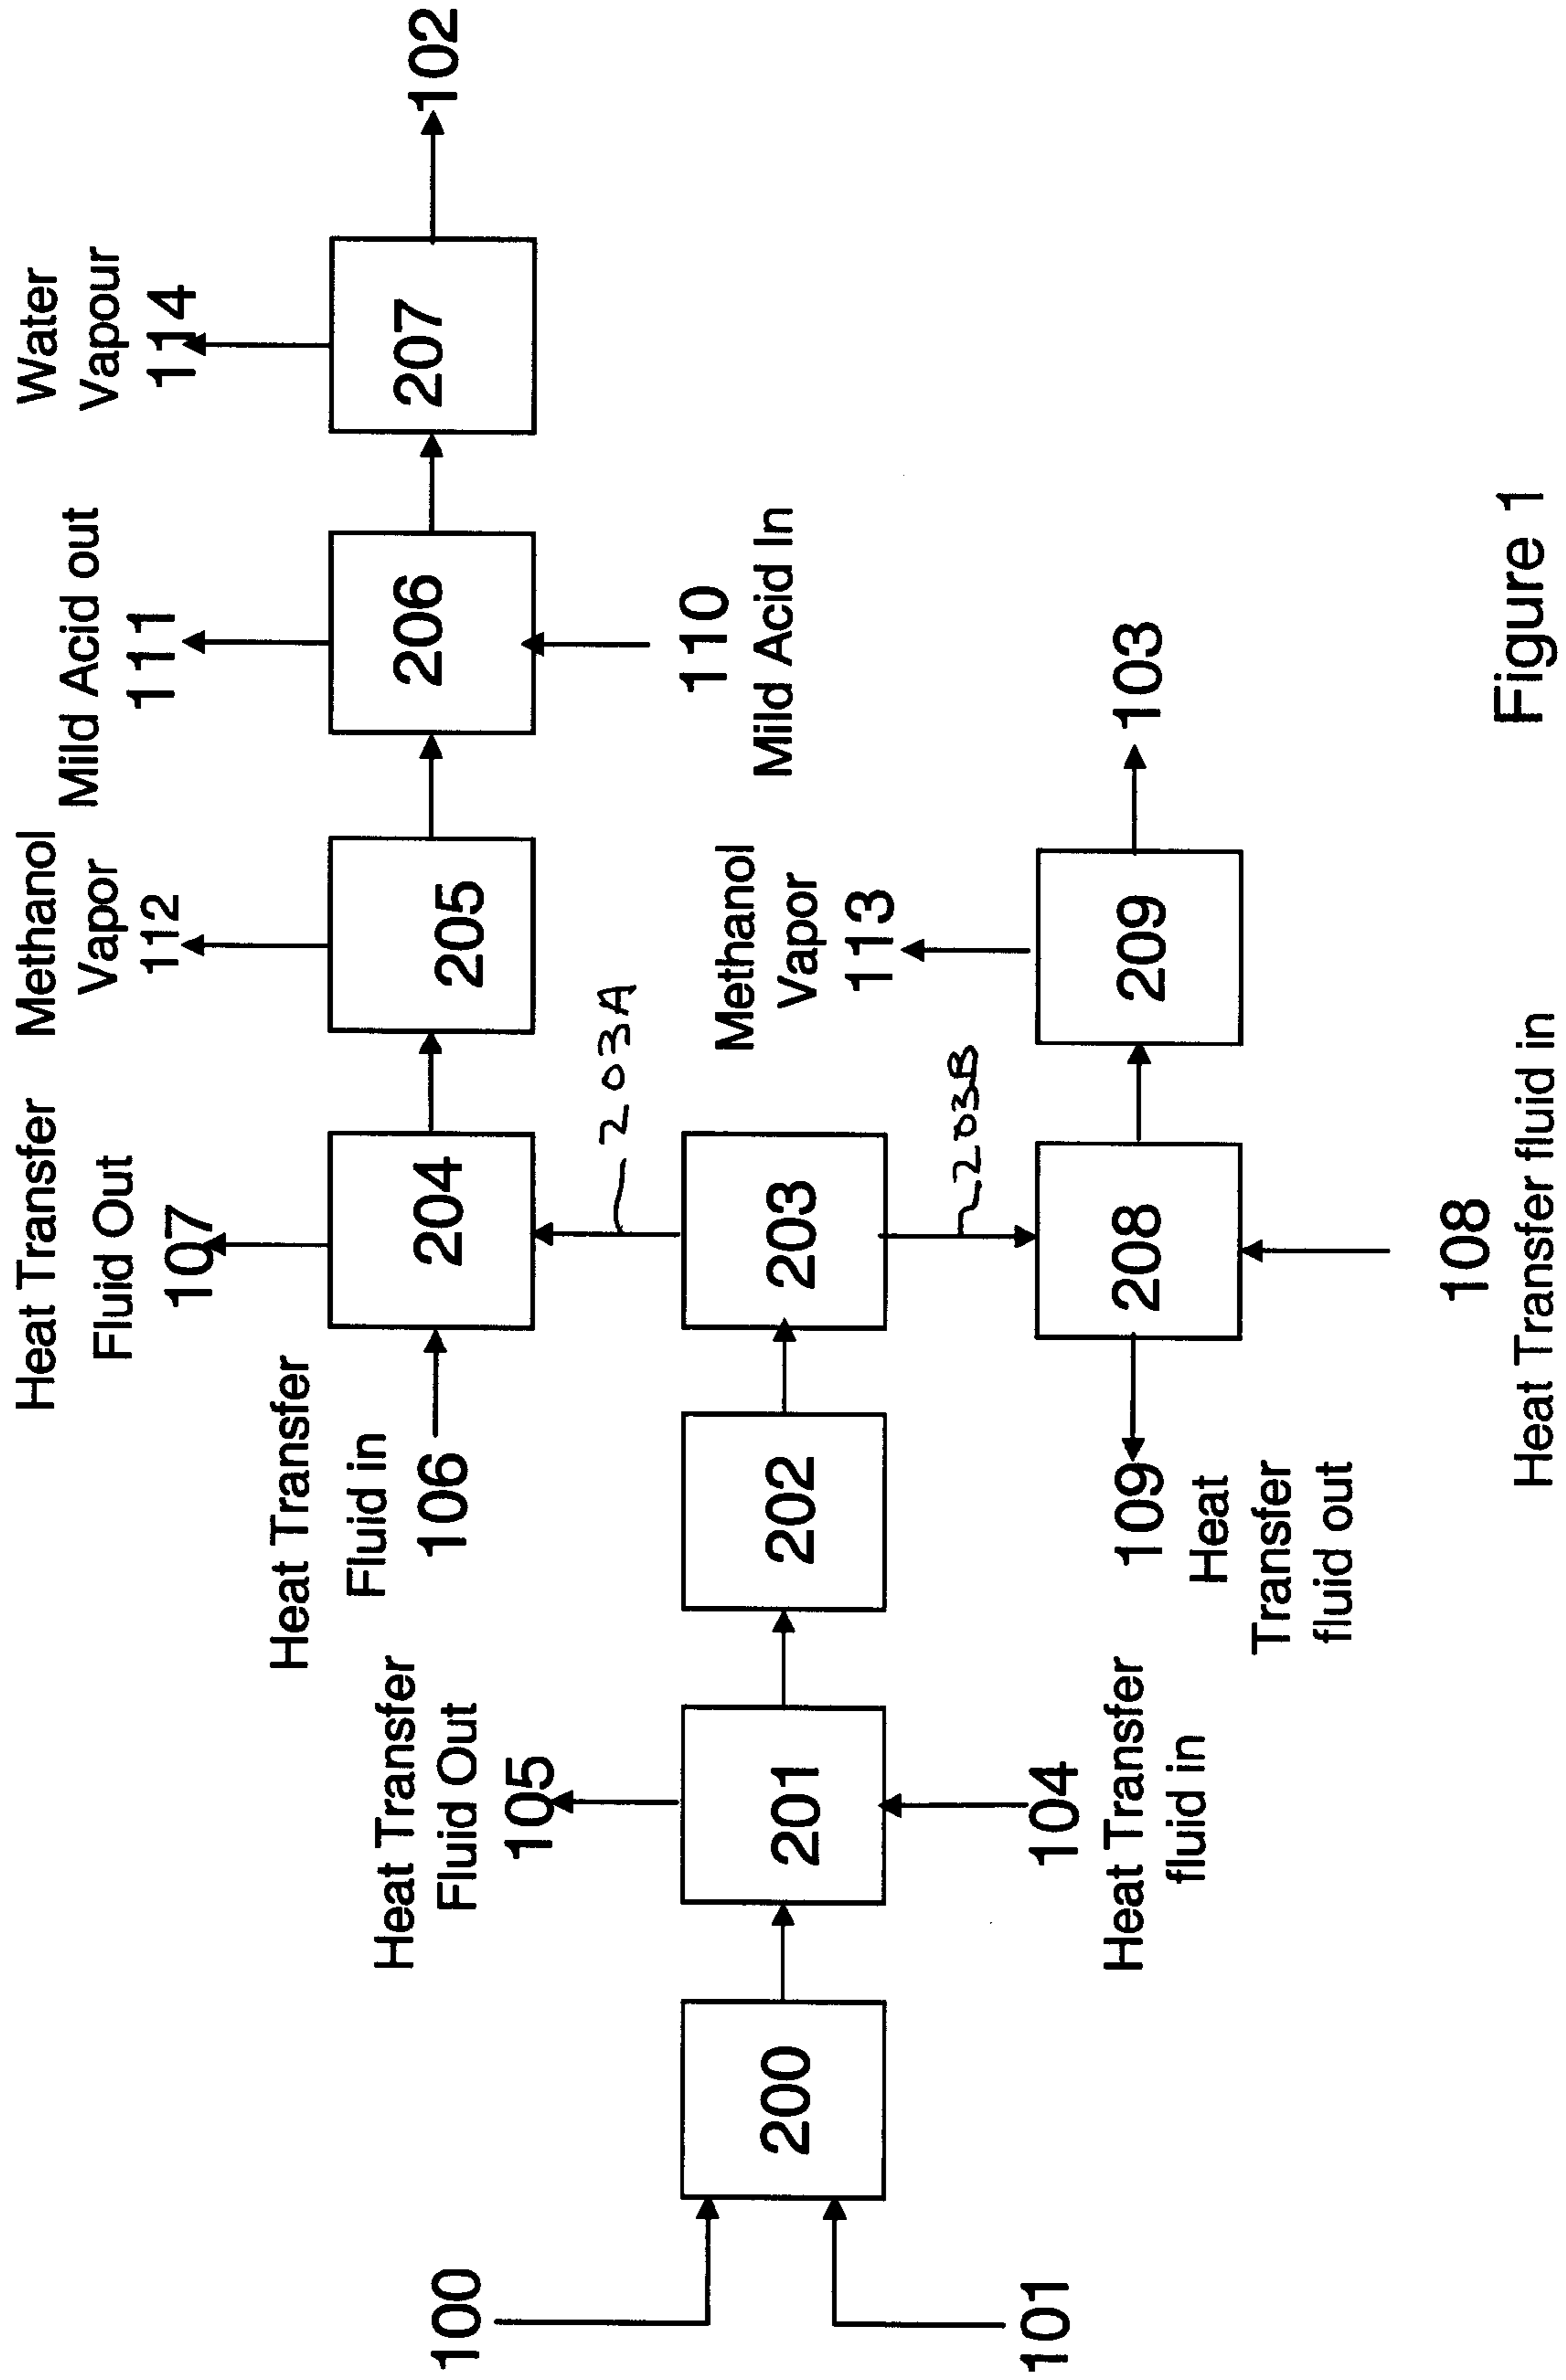 Heat Transfer
Fluid Out
107
Methanol
Vapor
112
Mild Acid out
111
Water
Vapour
114
Heat Transfer
Fluid in
106
204
205
206
207
102
203A
110
Mild Acid In
Heat Transfer
Fluid Out
105
100
200
201
202
203
101
104
Heat Transfer
fluid in
203B
Methanol
Vapor
113
109
Heat
Transfer
fluid out
208
209
103
108
Heat Transfer fluid in
Figure 1